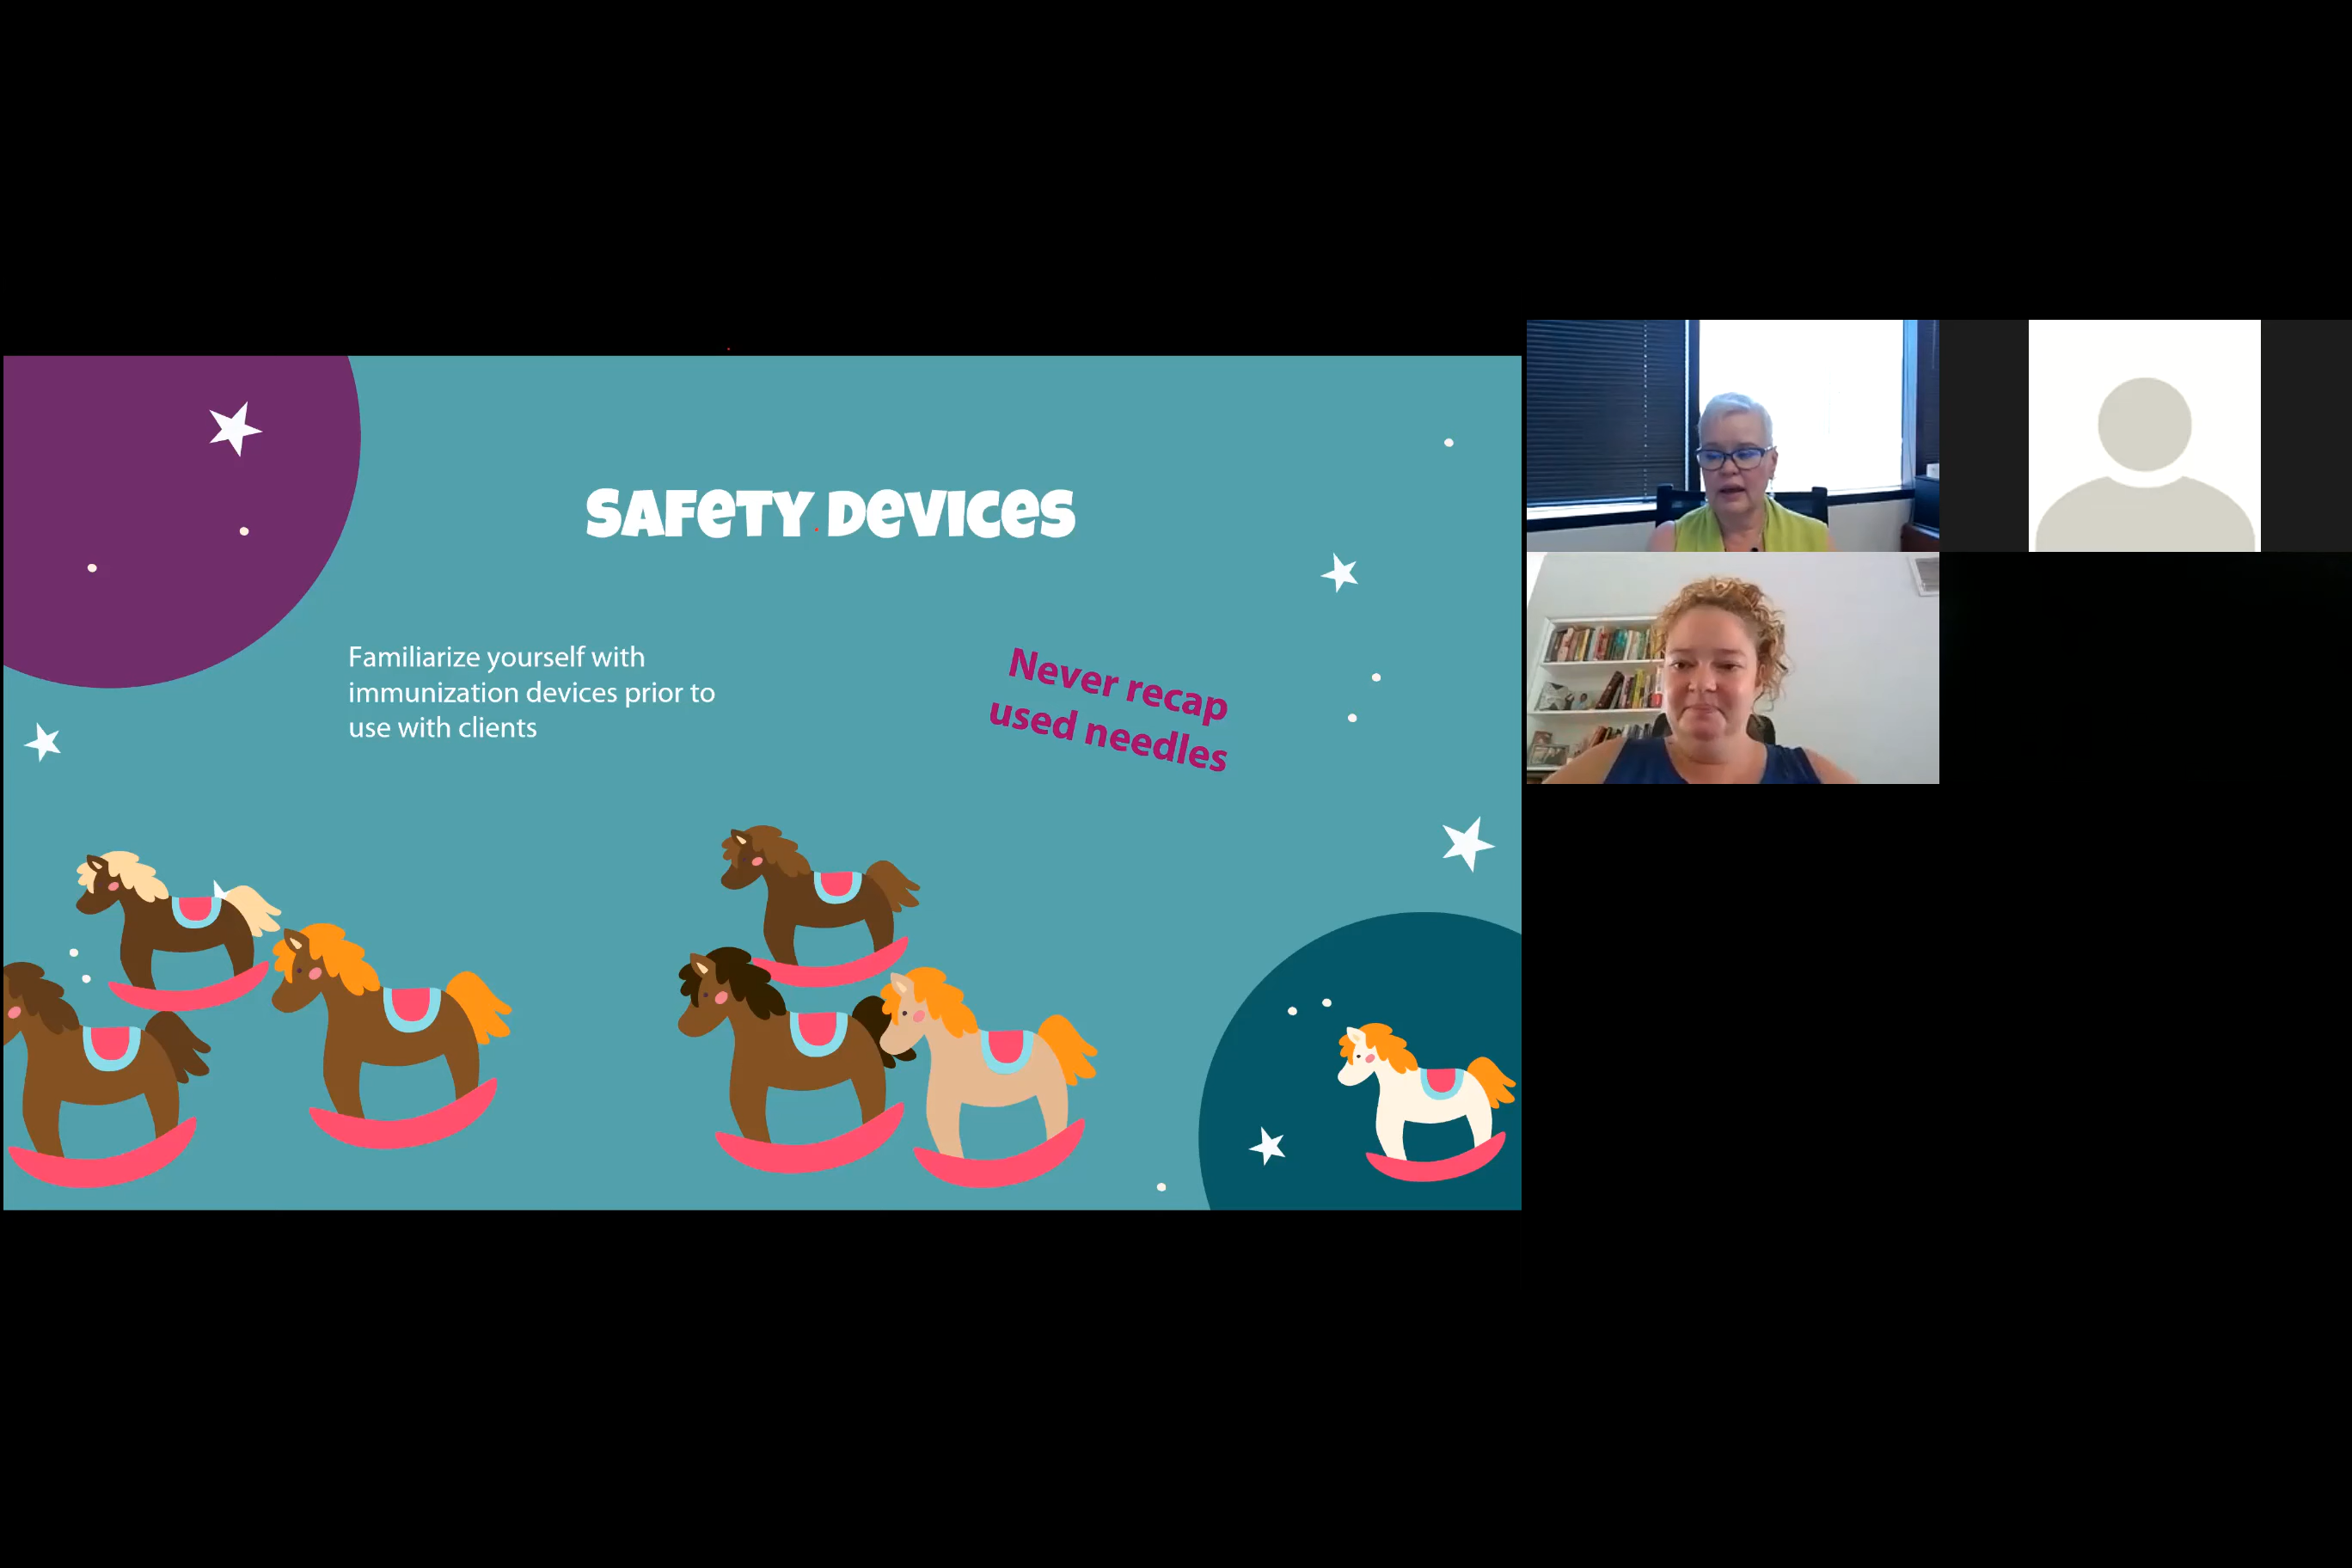 SAFETY DEVICES
Familiarize yourself with
immunization devices prior to
use with clients
Never recap
used needles